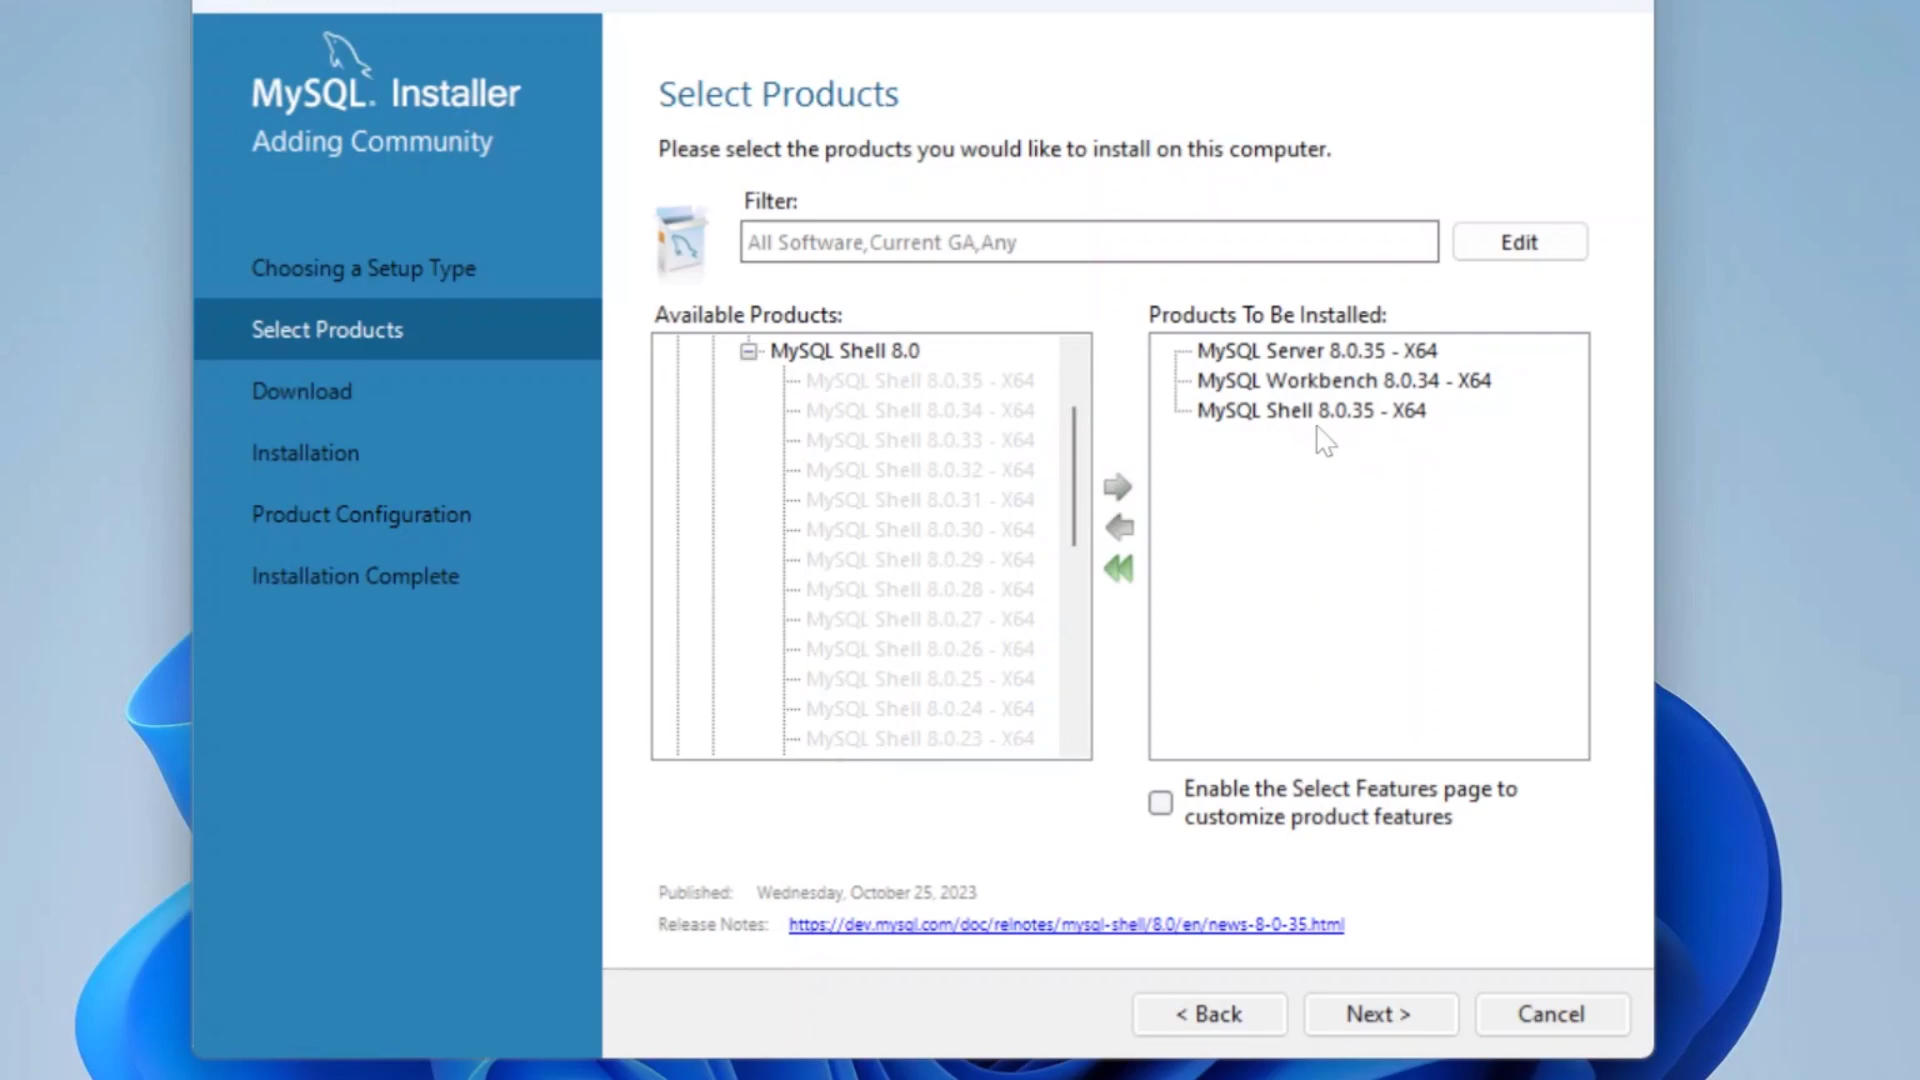 MySQL. Installer
Adding Community
Choosing a Setup Type
Select Products
Download
Installation
Product Configuration
Installation Complete
Select Products
Please select the products you would like to install on this computer.
Filter:
All Software,Current GA,Any
Edit
Available Products:
MySQL Shell 8.0
MySQL Shell 8.0.35 - X64
MySQL Shell 8.0.34 - X64
MySQL Shell 8.0.33 - X64
MySQL Shell 8.0.32 - X64
MySQL Shell 8.0.31 - X64
MySQL Shell 8.0.30 - X64
MySQL Shell 8.0.29 - X64
MySQL Shell 8.0.28 - X64
MySQL Shell 8.0.27 - X64
MySQL Shell 8.0.26 - X64
MySQL Shell 8.0.25 - X64
MySQL Shell 8.0.24 - X64
MySQL Shell 8.0.23 - X64
Products To Be Installed:
MySQL Server 8.0.35 - X64
MySQL Workbench 8.0.34 - X64
MySQL Shell 8.0.35 - X64
Enable the Select Features page to
customize product features
Published: Wednesday, October 25, 2023
Release Notes: https://dev.mysql.com/doc/relnotes/mysql-shell/8.0/en/news-8-0-35.html
< Back
Next >
Cancel